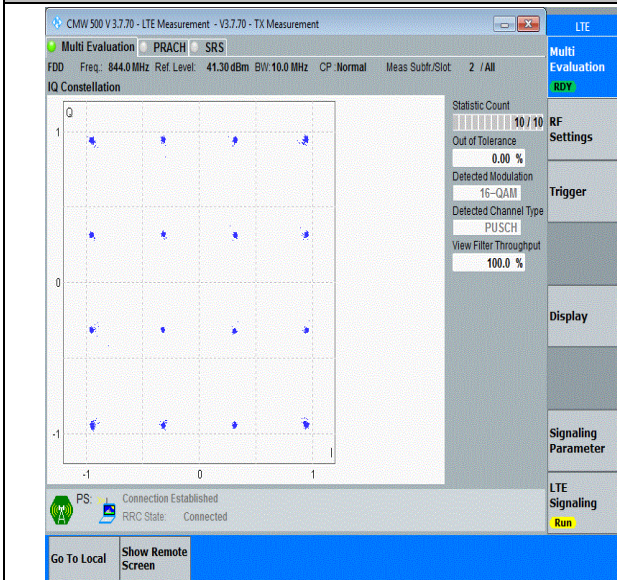 CMW 500 V 3.7.70 - LTE Measurement - V3.7.70 - TX Measurement
LTE
Multi Evaluation PRACH SRS
Multi
Evaluation
RDY
FDD Freq.: 844.0 MHz Ref. Level: 41.30 dBm BW: 10.0 MHz CP : Normal Meas Subfr./Slot: 2 / All
IQ Constellation
Q
1
0
-1
-1 0 1
I
Statistic Count
10 / 10
Out of Tolerance
0.00 %
Detected Modulation
16-QAM
Detected Channel Type
PUSCH
View Filter Throughput
100.0 %
RF
Settings
Trigger
Display
Signaling
Parameter
LTE
Signaling
Run
PS: Connection Established
RRC State: Connected
Go To Local
Show Remote
Screen